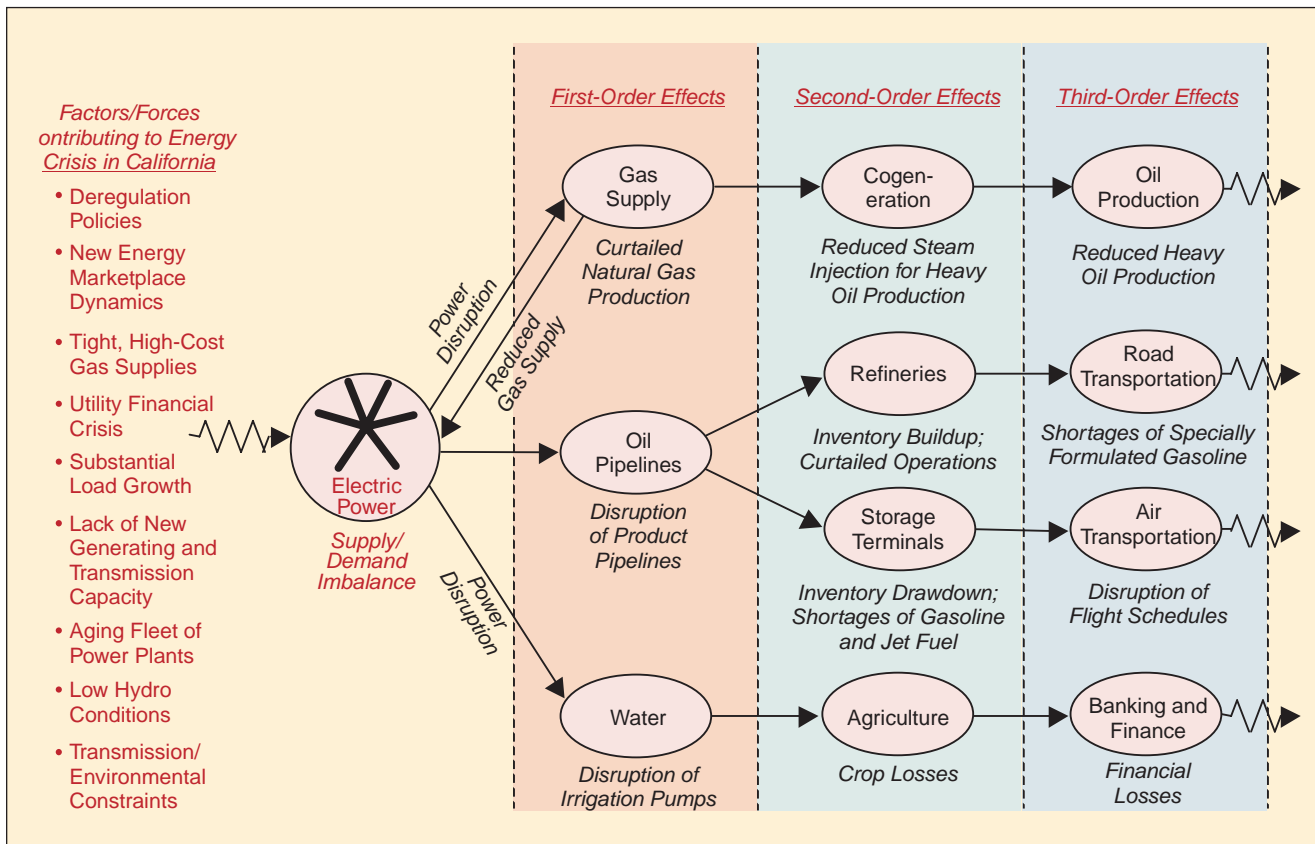 Factors/Forces
ontributing to Energy
Crisis in California
• Deregulation
Policies
• New Energy
Marketplace
Dynamics
• Tight, High-Cost
Gas Supplies
• Utility Financial
Crisis
• Substantial
Load Growth
• Lack of New
Generating and
Transmission
Capacity
• Aging Fleet of
Power Plants
• Low Hydro
Conditions
• Transmission/
Environmental
Constraints
Electric
Power
Supply/
Demand
Imbalance
Power
Disruption
Reduced
Gas Supply
Power
Disruption
First-Order Effects
Gas
Supply
Curtailed
Natural Gas
Production
Oil
Pipelines
Disruption
of Product
Pipelines
Water
Disruption of
Irrigation Pumps
Second-Order Effects
Cogen-
eration
Reduced Steam
Injection for Heavy
Oil Production
Refineries
Inventory Buildup;
Curtailed Operations
Storage
Terminals
Inventory Drawdown;
Shortages of Gasoline
and Jet Fuel
Agriculture
Crop Losses
Third-Order Effects
Oil
Production
Reduced Heavy
Oil Production
Road
Transportation
Shortages of Specially
Formulated Gasoline
Air
Transportation
Disruption of
Flight Schedules
Banking and
Finance
Financial
Losses